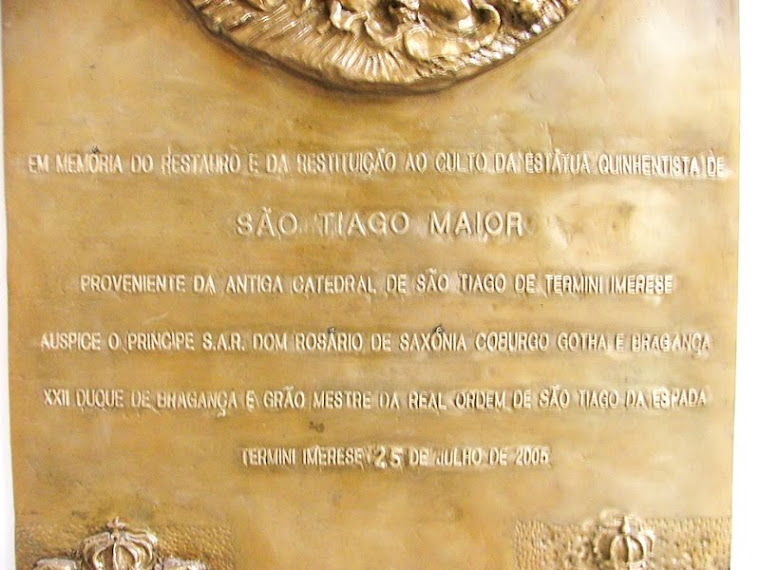 EM MEMÓRIA DO RESTAURO E DA RESTITUIÇÃO AO CULTO DA ESTÁTUA QUINHENTISTA DE
SÃO TIAGO MAIOR
PROVENIENTE DA ANTIGA CATEDRAL DE SÃO TIAGO DE TERMINI IMERESE
AUSPICE O PRINCIPE S.A.R. DOM ROSÁRIO DE SAXÓNIA COBURGO GOTHA E BRAGANÇA
XXII DUQUE DE BRAGANÇA E GRÃO MESTRE DA REAL ORDEM DE SÃO TIAGO DA ESPADA
TERMINI IMERESE 25 DE JULHO DE 2005